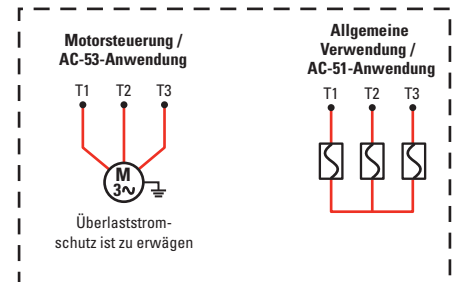 Motorsteuerung /
AC-53-Anwendung
T1 T2 T3
M
3∿
Überlaststrom-
schutz ist zu erwägen
Allgemeine
Verwendung /
AC-51-Anwendung
T1 T2 T3